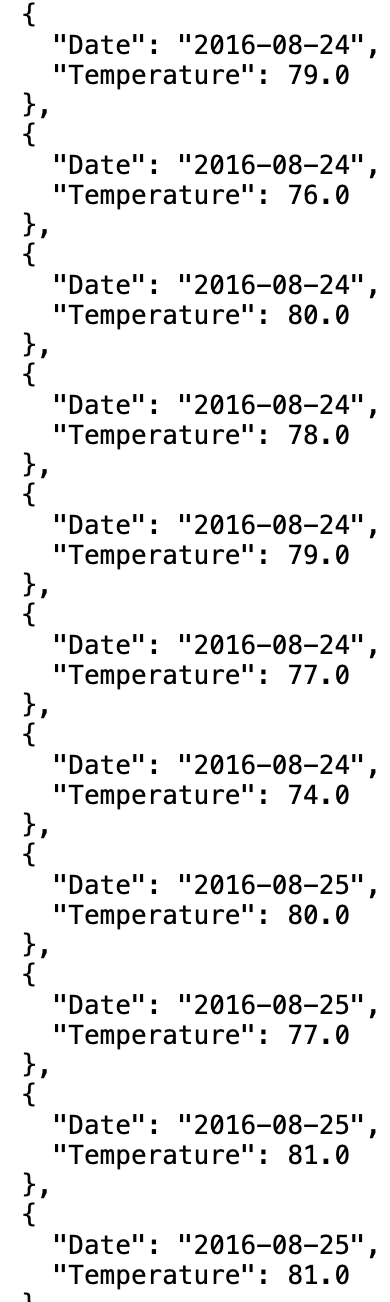 {
"Date": "2016-08-24",
"Temperature": 79.0
},
{
"Date": "2016-08-24",
"Temperature": 76.0
},
{
"Date": "2016-08-24",
"Temperature": 80.0
},
{
"Date": "2016-08-24",
"Temperature": 78.0
},
{
"Date": "2016-08-24",
"Temperature": 79.0
},
{
"Date": "2016-08-24",
"Temperature": 77.0
},
{
"Date": "2016-08-24",
"Temperature": 74.0
},
{
"Date": "2016-08-25",
"Temperature": 80.0
},
{
"Date": "2016-08-25",
"Temperature": 77.0
},
{
"Date": "2016-08-25",
"Temperature": 81.0
},
{
"Date": "2016-08-25",
"Temperature": 81.0